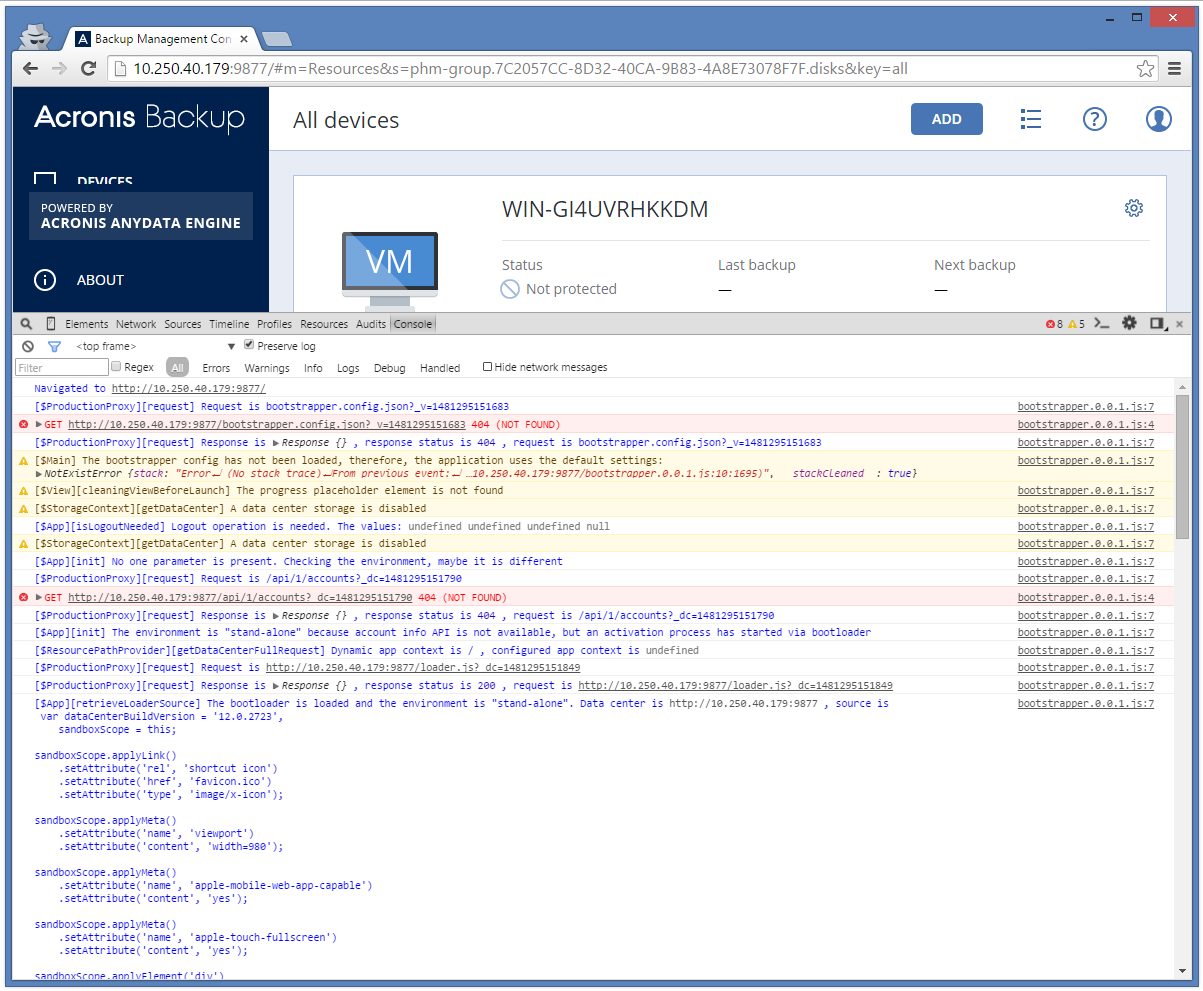 Backup Management Con
10.250.40.179:9877/#m=Resources&s=phm-group.7C2057CC-8D32-40CA-9B83-4A8E73078F7F.disks&key=all
Acronis Backup
All devices
ADD
DEVICES
POWERED BY
ACRONIS ANYDATA ENGINE
ABOUT
WIN-GI4UVRHKKDM
VM
Status Last backup Next backup
Not protected — —
Elements Network Sources Timeline Profiles Resources Audits Console 8 5
<top frame> Preserve log
Filter Regex All Errors Warnings Info Logs Debug Handled Hide network messages
Navigated to http://10.250.40.179:9877/
[$ProductionProxy][request] Request is bootstrapper.config.json?_v=1481295151683 bootstrapper.0.0.1.js:7
GET http://10.250.40.179:9877/bootstrapper.config.json?_v=1481295151683 404 (NOT FOUND) bootstrapper.0.0.1.js:4
[$ProductionProxy][request] Response is Response {} , response status is 404 , request is bootstrapper.config.json?_v=1481295151683 bootstrapper.0.0.1.js:7
[$Main] The bootstrapper config has not been loaded, therefore, the application uses the default settings: bootstrapper.0.0.1.js:7
NotExistError {stack: "Error↵ (No stack trace)↵From previous event:↵ …10.250.40.179:9877/bootstrapper.0.0.1.js:10:1695)", stackCleaned : true}
[$View][cleaningViewBeforeLaunch] The progress placeholder element is not found bootstrapper.0.0.1.js:7
[$StorageContext][getDataCenter] A data center storage is disabled bootstrapper.0.0.1.js:7
[$App][isLogoutNeeded] Logout operation is needed. The values: undefined undefined undefined null bootstrapper.0.0.1.js:7
[$StorageContext][getDataCenter] A data center storage is disabled bootstrapper.0.0.1.js:7
[$App][init] No one parameter is present. Checking the environment, maybe it is different bootstrapper.0.0.1.js:7
[$ProductionProxy][request] Request is /api/1/accounts?_dc=1481295151790 bootstrapper.0.0.1.js:7
GET http://10.250.40.179:9877/api/1/accounts?_dc=1481295151790 404 (NOT FOUND) bootstrapper.0.0.1.js:4
[$ProductionProxy][request] Response is Response {} , response status is 404 , request is /api/1/accounts?_dc=1481295151790 bootstrapper.0.0.1.js:7
[$App][init] The environment is "stand-alone" because account info API is not available, but an activation process has started via bootloader bootstrapper.0.0.1.js:7
[$ResourcePathProvider][getDataCenterFullRequest] Dynamic app context is / , configured app context is undefined bootstrapper.0.0.1.js:7
[$ProductionProxy][request] Request is http://10.250.40.179:9877/loader.js?_dc=1481295151849 bootstrapper.0.0.1.js:7
[$ProductionProxy][request] Response is Response {} , response status is 200 , request is http://10.250.40.179:9877/loader.js?_dc=1481295151849 bootstrapper.0.0.1.js:7
[$App][retrieveLoaderSource] The bootloader is loaded and the environment is "stand-alone". Data center is http://10.250.40.179:9877 , source is bootstrapper.0.0.1.js:7
var dataCenterBuildVersion = '12.0.2723',
sandboxScope = this;
sandboxScope.applyLink()
.setAttribute('rel', 'shortcut icon')
.setAttribute('href', 'favicon.ico')
.setAttribute('type', 'image/x-icon');
sandboxScope.applyMeta()
.setAttribute('name', 'viewport')
.setAttribute('content', 'width=980');
sandboxScope.applyMeta()
.setAttribute('name', 'apple-mobile-web-app-capable')
.setAttribute('content', 'yes');
sandboxScope.applyMeta()
.setAttribute('name', 'apple-touch-fullscreen')
.setAttribute('content', 'yes');
sandboxScope.applyElement('div')